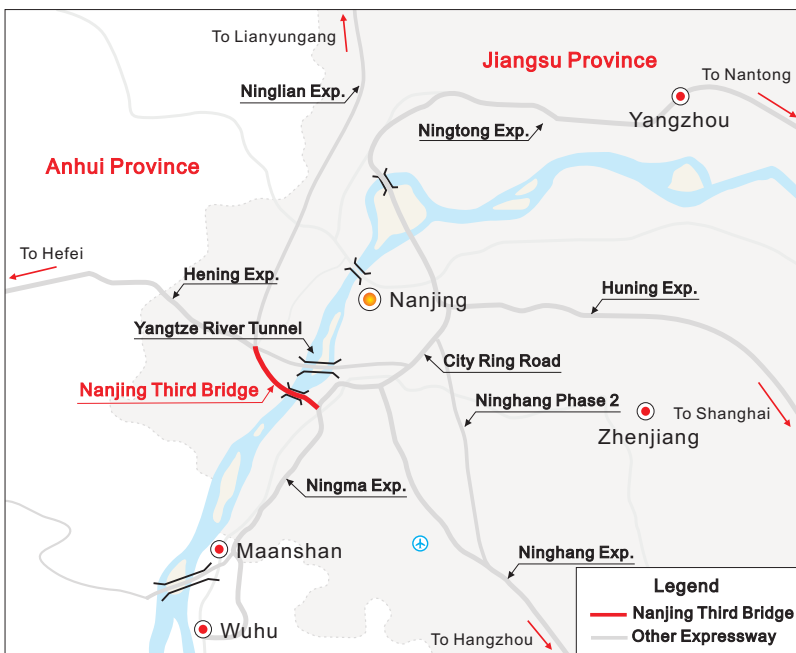 To Lianyungang
Jiangsu Province
To Nantong
Ninglian Exp.
Yangzhou
Ningtong Exp.
Anhui Province
To Hefei
Hening Exp.
Nanjing
Huning Exp.
Yangtze River Tunnel
City Ring Road
Nanjing Third Bridge
Ninghang Phase 2
To Shanghai
Zhenjiang
Ningma Exp.
Maanshan
Ninghang Exp.
Wuhu
To Hangzhou
Legend
Nanjing Third Bridge
Other Expressway